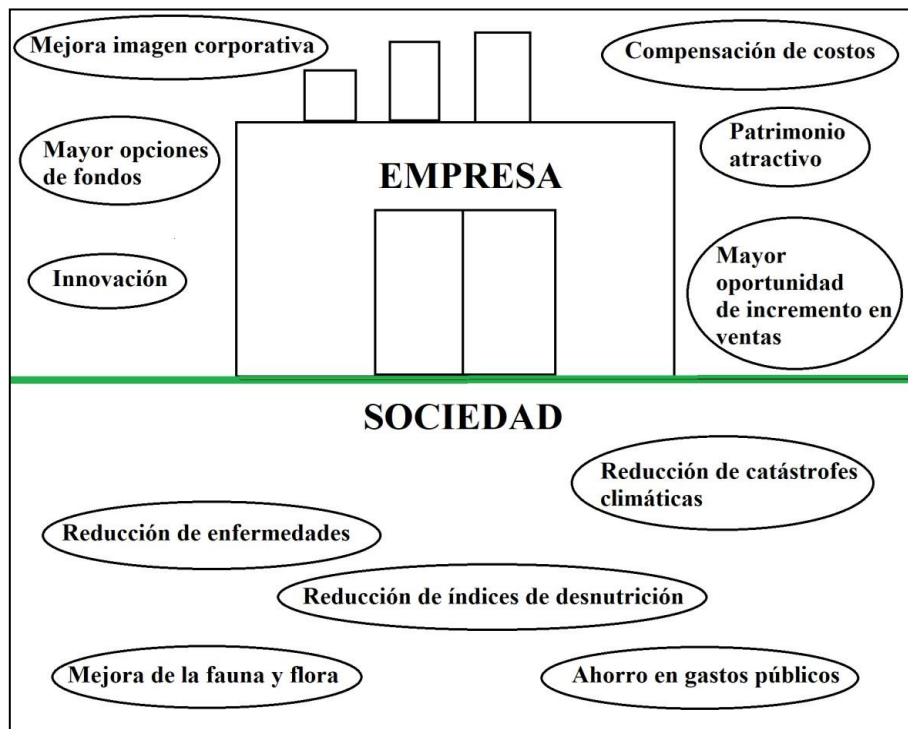 Mejora imagen corporativa
Compensación de costos
Mayor opciones
de fondos
EMPRESA
Patrimonio
atractivo
Innovación
Mayor
oportunidad
de incremento en
ventas
SOCIEDAD
Reducción de catástrofes
climáticas
Reducción de enfermedades
Reducción de índices de desnutrición
Mejora de la fauna y flora
Ahorro en gastos públicos